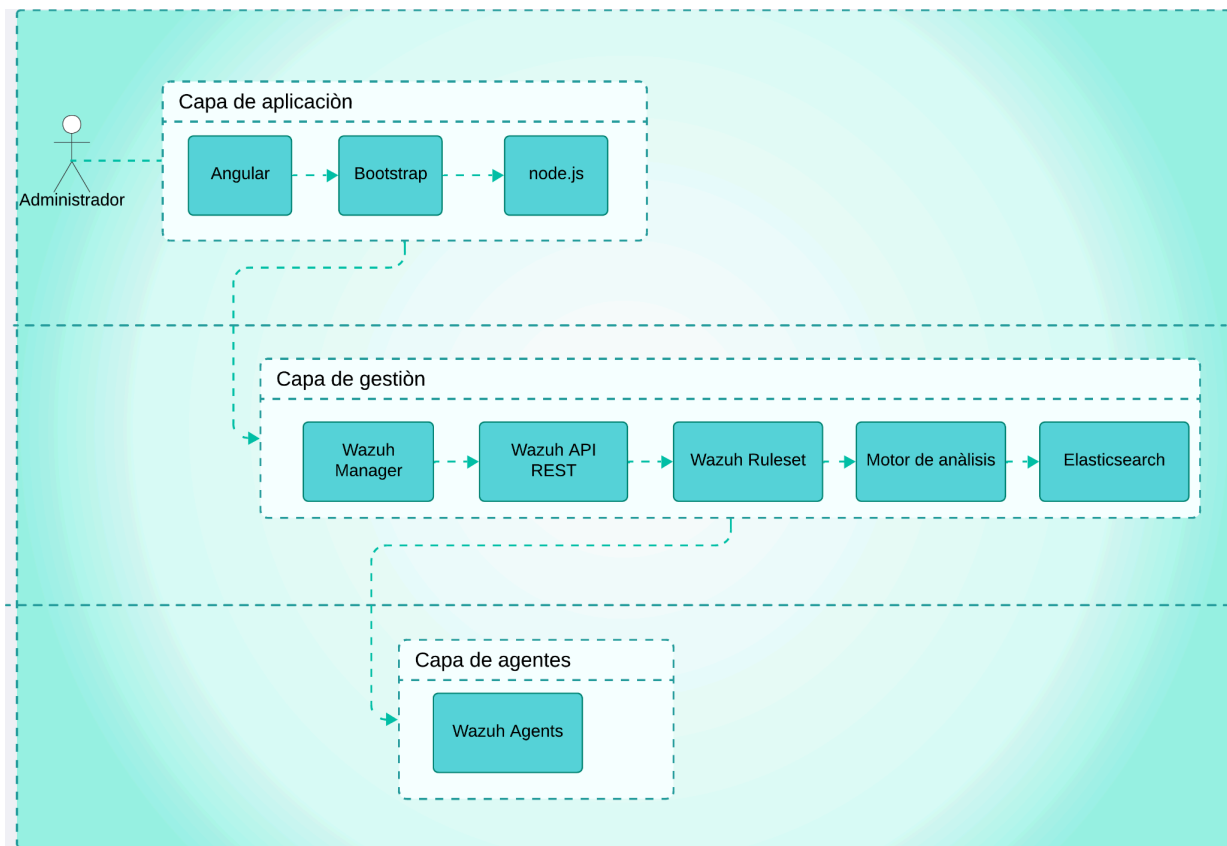 Capa de aplicaciòn
Angular
Bootstrap
node.js
Administrador
Capa de gestiòn
Wazuh
Manager
Wazuh API
REST
Wazuh Ruleset
Motor de anàlisis
Elasticsearch
Capa de agentes
Wazuh Agents